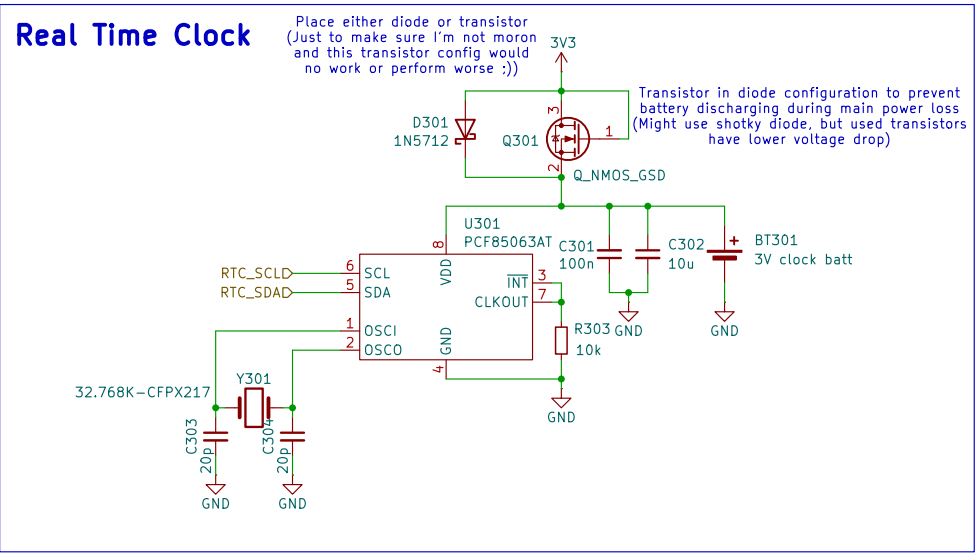 Real Time Clock
Place either diode or transistor
(Just to make sure I'm not moron
and this transistor config would
no work or perform worse ;))
3V3
Transistor in diode configuration to prevent
battery discharging during main power loss
(Might use shotky diode, but used transistors
have lower voltage drop)
D301
1N5712
3
Q301
1
2
Q_NMOS_GSD
U301
PCF85063AT
8
VDD
C301
100n
C302
10u
BT301
3V clock batt
+
RTC_SCL
6
SCL
RTC_SDA
5
SDA
INT
3
CLKOUT
7
1
OSCI
2
OSCO
GND
4
R303
10k
GND
GND
GND
Y301
32.768K-CFPX217
C303
20p
C304
20p
GND
GND